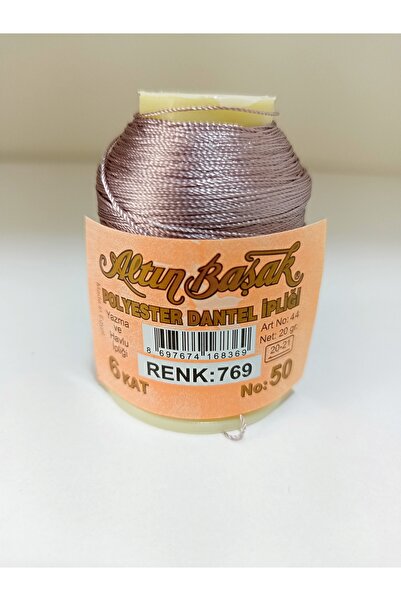 Altın Başak
POLYESTER DANTEL İPLİĞİ
Yazma
ve
Havlu
İpliği
Art No: 44
Net: 20 gr.
20-21
8 697674 168369
RENK:769
6 KAT
No: 50